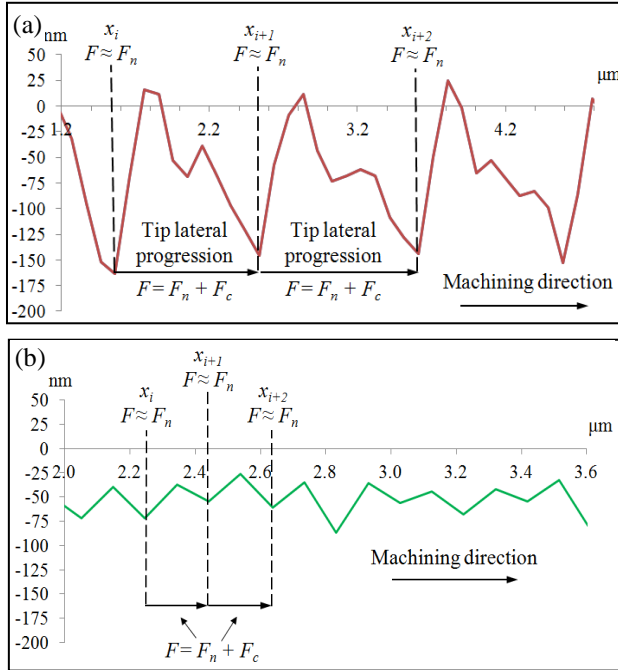 (a)
nm
x_i
F ≈ F_n
x_{i+1}
F ≈ F_n
x_{i+2}
F ≈ F_n
μm
50
25
0
-25
-50
-75
-100
-125
-150
-175
-200
1.2
2.2
3.2
4.2
Tip lateral
progression
Tip lateral
progression
F = F_n + F_c
F = F_n + F_c
Machining direction
(b)
nm
x_i
F ≈ F_n
x_{i+1}
F ≈ F_n
x_{i+2}
F ≈ F_n
μm
50
25
0
-25
-50
-75
-100
-125
-150
-175
-200
2.0
2.2
2.4
2.6
2.8
3.0
3.2
3.4
3.6
Machining direction
F = F_n + F_c